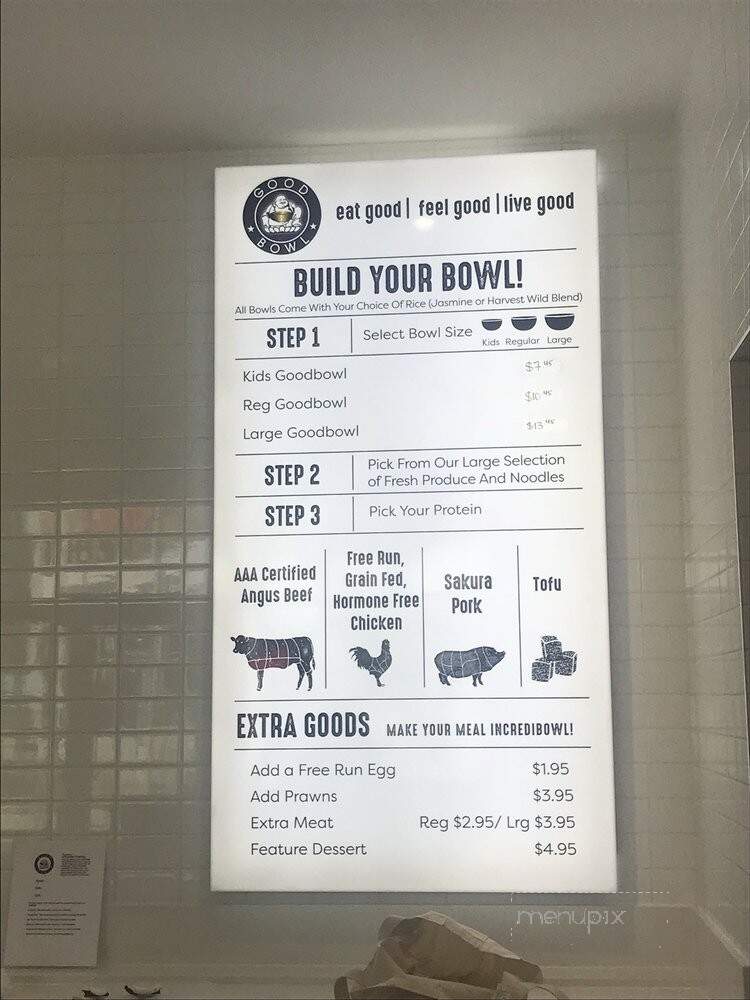 GOOD
BOWL
eat good | feel good | live good
BUILD YOUR BOWL!
All Bowls Come With Your Choice Of Rice (Jasmine or Harvest Wild Blend)
STEP 1
Select Bowl Size
Kids Regular Large
Kids Goodbowl $7.45
Reg Goodbowl $10.45
Large Goodbowl $13.45
STEP 2
Pick From Our Large Selection
of Fresh Produce And Noodles
STEP 3
Pick Your Protein
AAA Certified
Angus Beef
Free Run,
Grain Fed,
Hormone Free
Chicken
Sakura
Pork
Tofu
EXTRA GOODS MAKE YOUR MEAL INCREDIBOWL!
Add a Free Run Egg $1.95
Add Prawns $3.95
Extra Meat Reg $2.95/ Lrg $3.95
Feature Dessert $4.95
menupix